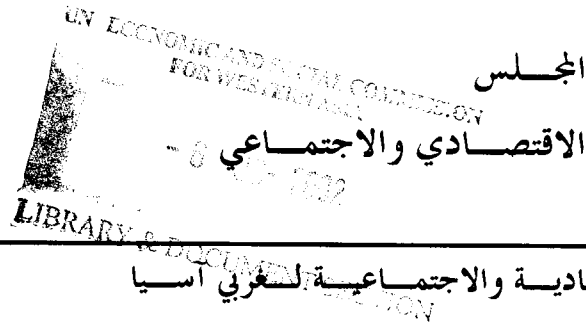 UN ECONOMIC AND SOCIAL COMMISSION
FOR WESTERN ASIA
المجلس
الاقتصادي والاجتماعي
LIBRARY & DOCUMENT SECTION
ادية والاجتماعية لغربي آسيا